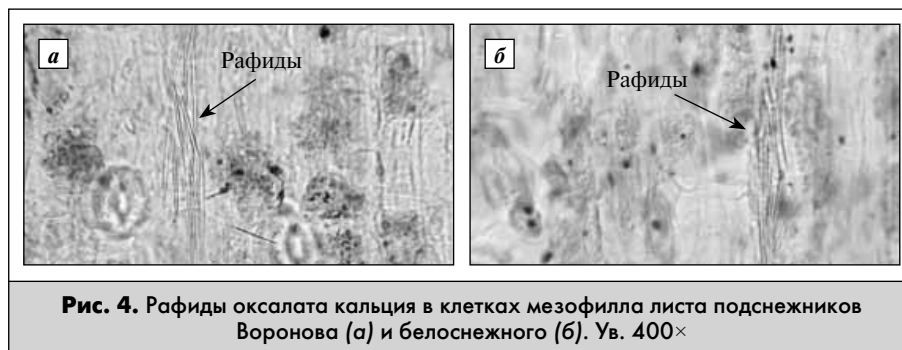 а
Рафиды
б
Рафиды
Рис. 4. Рафиды оксалата кальция в клетках мезофилла листа подснежников
Воронова (а) и белоснежного (б). Ув. 400×